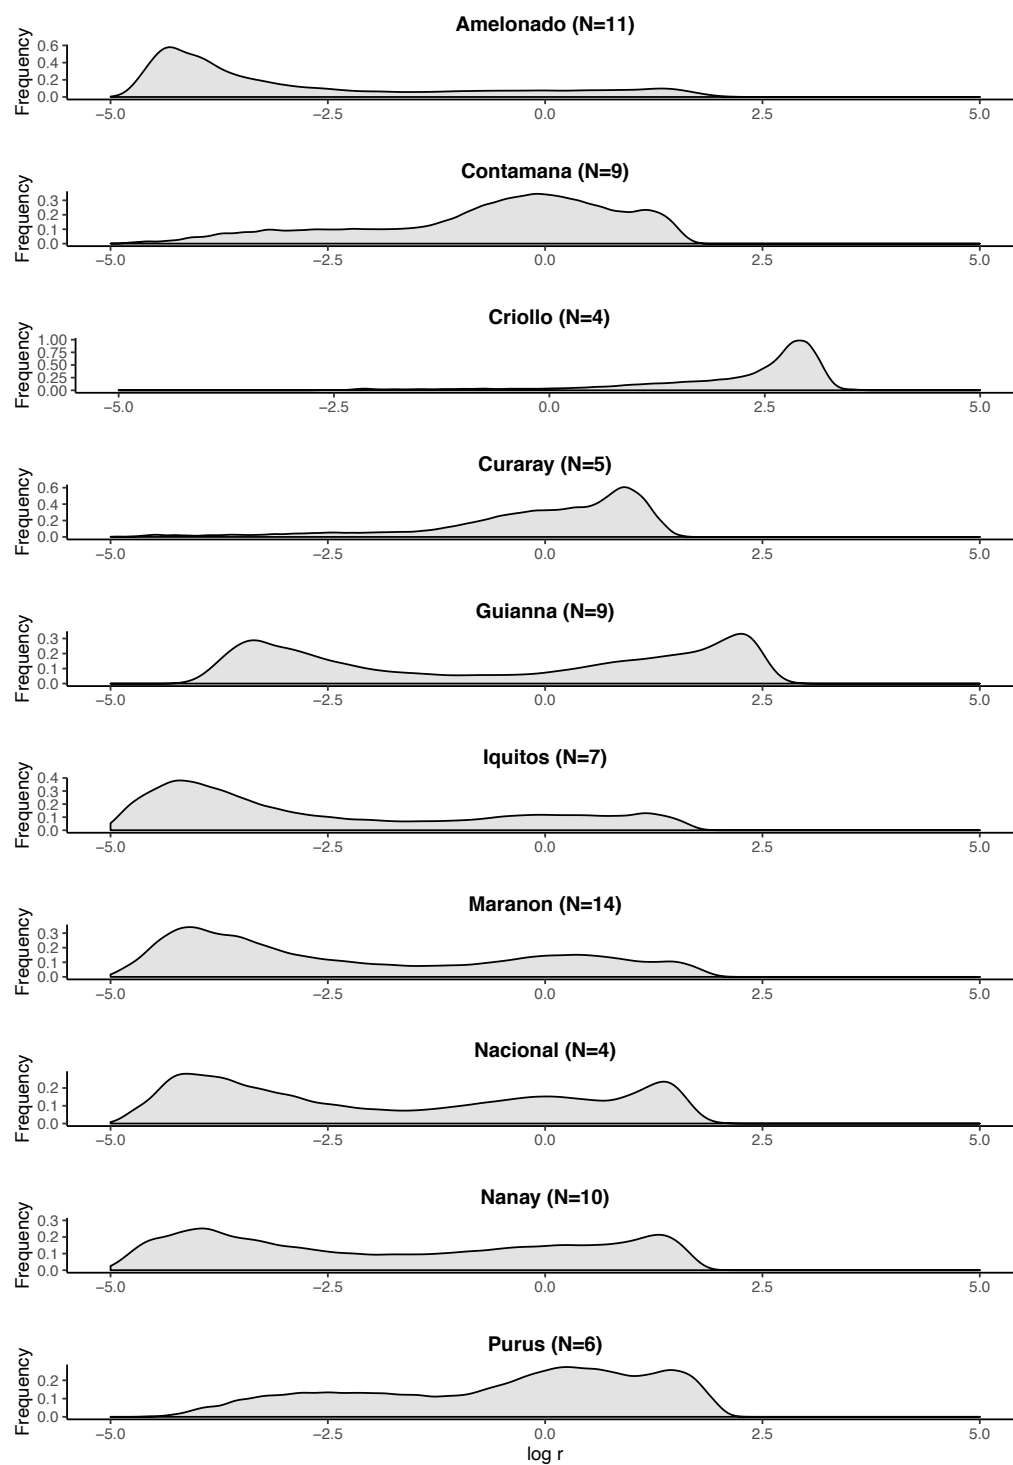 Amelonado (N=11)
Frequency
0.6
0.4
0.2
0.0
−5.0 −2.5 0.0 2.5 5.0
Contamana (N=9)
Frequency
0.3
0.2
0.1
0.0
−5.0 −2.5 0.0 2.5 5.0
Criollo (N=4)
Frequency
1.00
0.75
0.50
0.25
0.00
−5.0 −2.5 0.0 2.5 5.0
Curaray (N=5)
Frequency
0.6
0.4
0.2
0.0
−5.0 −2.5 0.0 2.5 5.0
Guianna (N=9)
Frequency
0.3
0.2
0.1
0.0
−5.0 −2.5 0.0 2.5 5.0
Iquitos (N=7)
Frequency
0.4
0.3
0.2
0.1
0.0
−5.0 −2.5 0.0 2.5 5.0
Maranon (N=14)
Frequency
0.3
0.2
0.1
0.0
−5.0 −2.5 0.0 2.5 5.0
Nacional (N=4)
Frequency
0.2
0.1
0.0
−5.0 −2.5 0.0 2.5 5.0
Nanay (N=10)
Frequency
0.3
0.2
0.1
0.0
−5.0 −2.5 0.0 2.5 5.0
Purus (N=6)
Frequency
0.2
0.1
0.0
−5.0 −2.5 0.0 2.5 5.0
log r